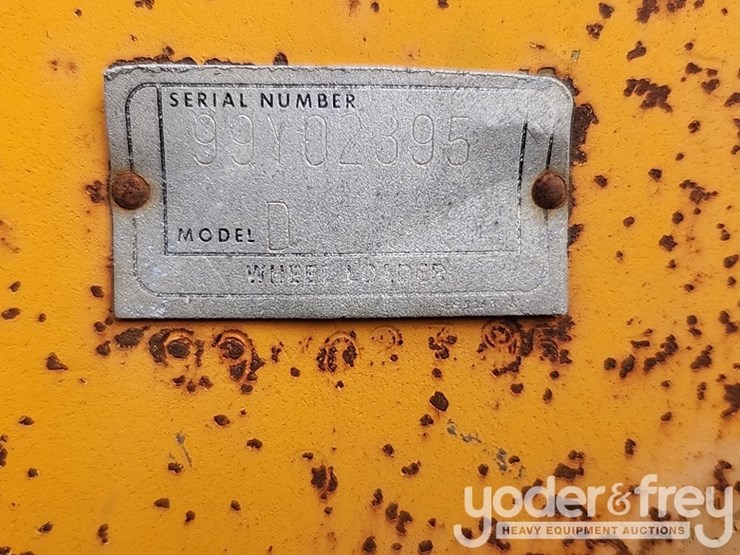 SERIAL NUMBER
99Y02395
MODEL D
WHEEL LOADER
yoder&frey
HEAVY EQUIPMENT AUCTIONS